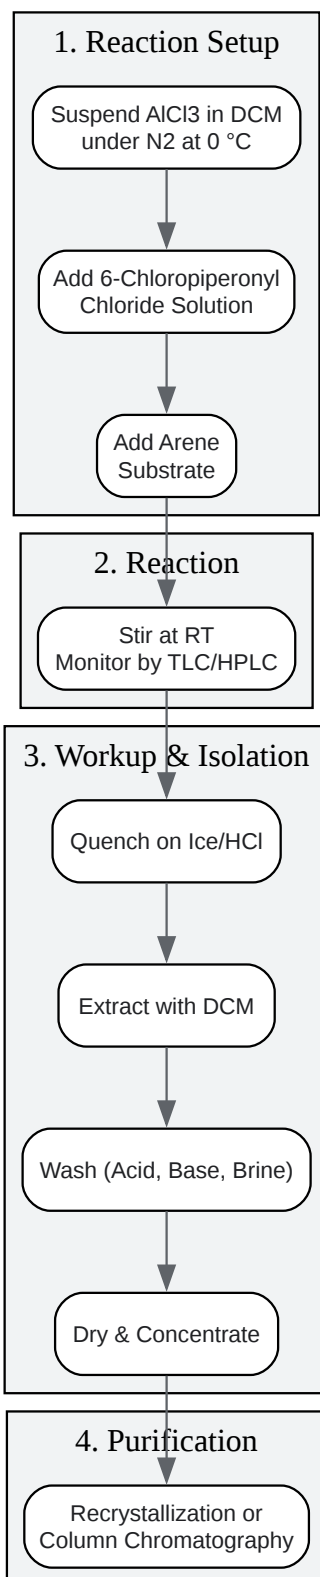 1. Reaction Setup
Suspend AlCl3 in DCM
under N2 at 0 °C
Add 6-Chloropiperonyl
Chloride Solution
Add Arene
Substrate
2. Reaction
Stir at RT
Monitor by TLC/HPLC
3. Workup & Isolation
Quench on Ice/HCl
Extract with DCM
Wash (Acid, Base, Brine)
Dry & Concentrate
4. Purification
Recrystallization or
Column Chromatography